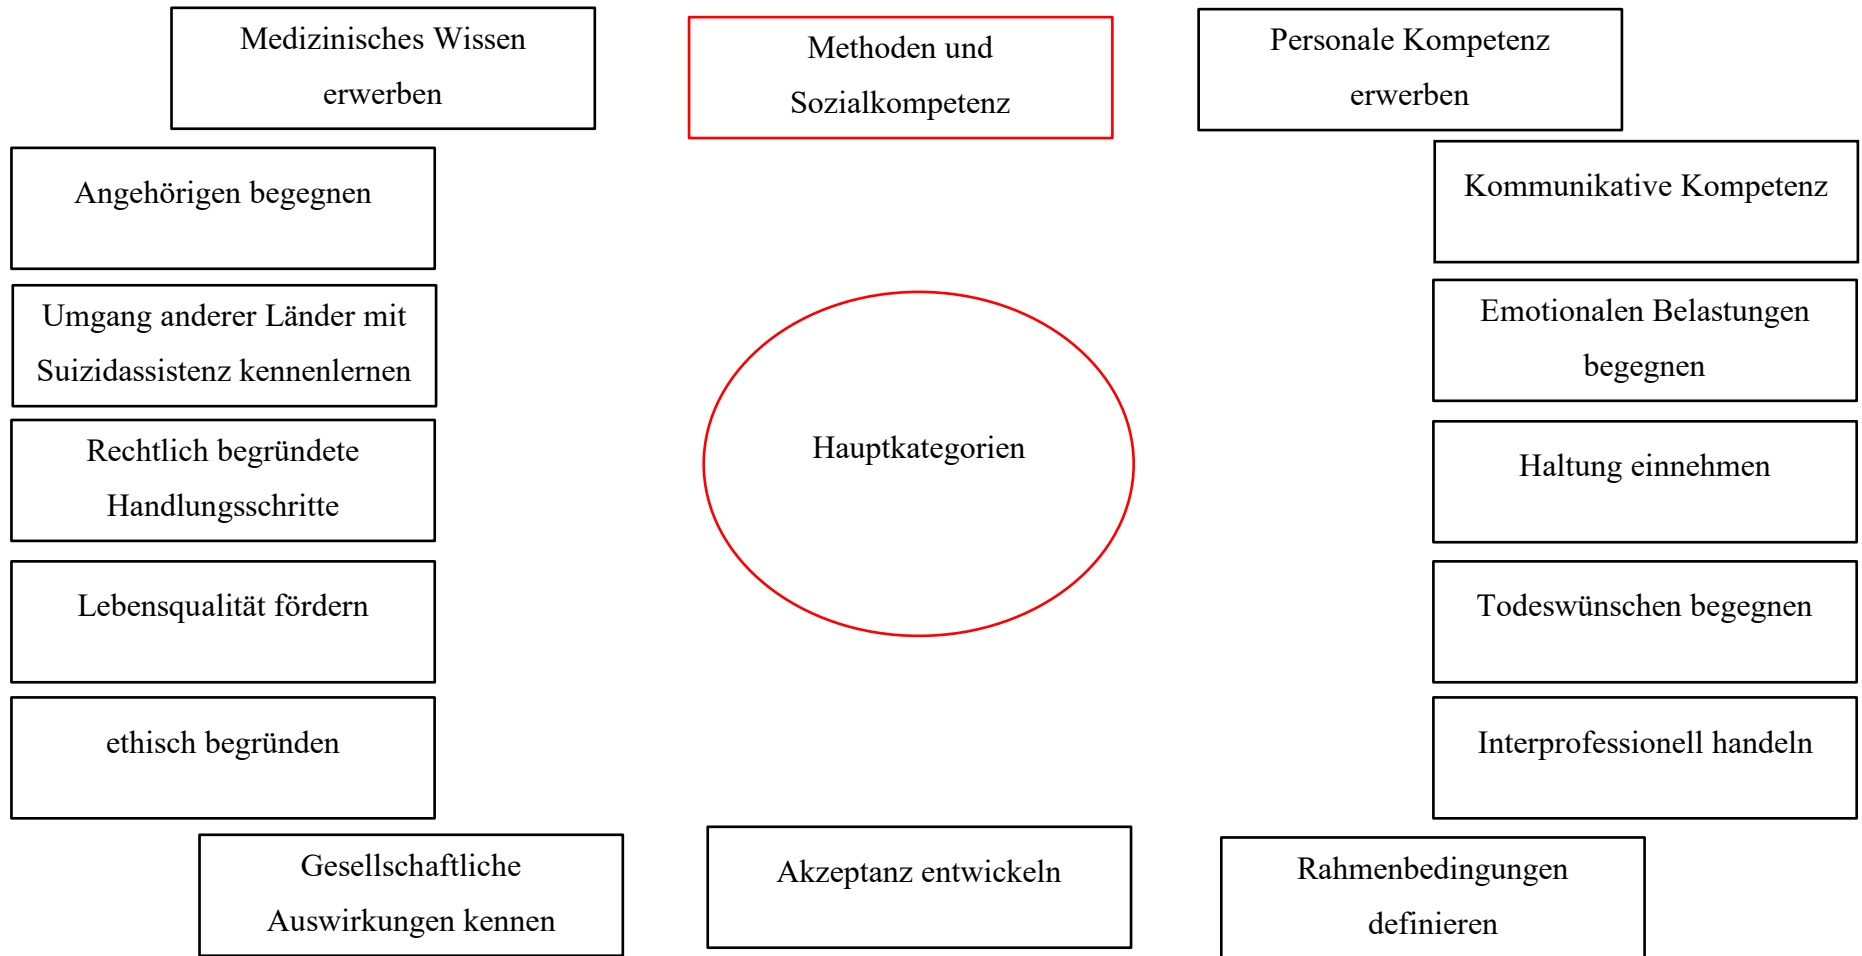 Medizinisches Wissen
erwerben
Methoden und
Sozialkompetenz
Personale Kompetenz
erwerben
Angehörigen begegnen
Kommunikative Kompetenz
Umgang anderer Länder mit
Suizidassistenz kennenlernen
Emotionalen Belastungen
begegnen
Hauptkategorien
Rechtlich begründete
Handlungsschritte
Haltung einnehmen
Lebensqualität fördern
Todeswünschen begegnen
ethisch begründen
Interprofessionell handeln
Gesellschaftliche
Auswirkungen kennen
Akzeptanz entwickeln
Rahmenbedingungen
definieren